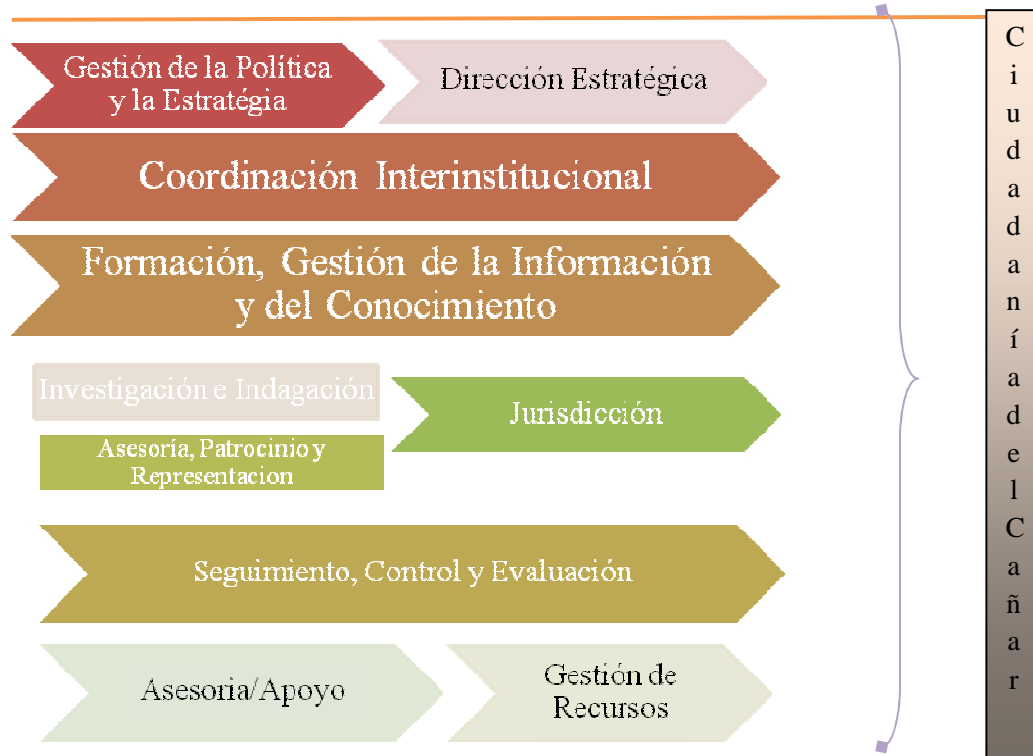 Gestión de la Política
y la Estratégia
Dirección Estratégica
Coordinación Interinstitucional
Formación, Gestión de la Información
y del Conocimiento
Investigación e Indagación
Asesoría, Patrocinio y
Representacion
Jurisdicción
Seguimiento, Control y Evaluación
Asesoria/Apoyo
Gestión de
Recursos
C
i
u
d
a
d
a
n
í
a
d
e
l
C
a
ñ
a
r